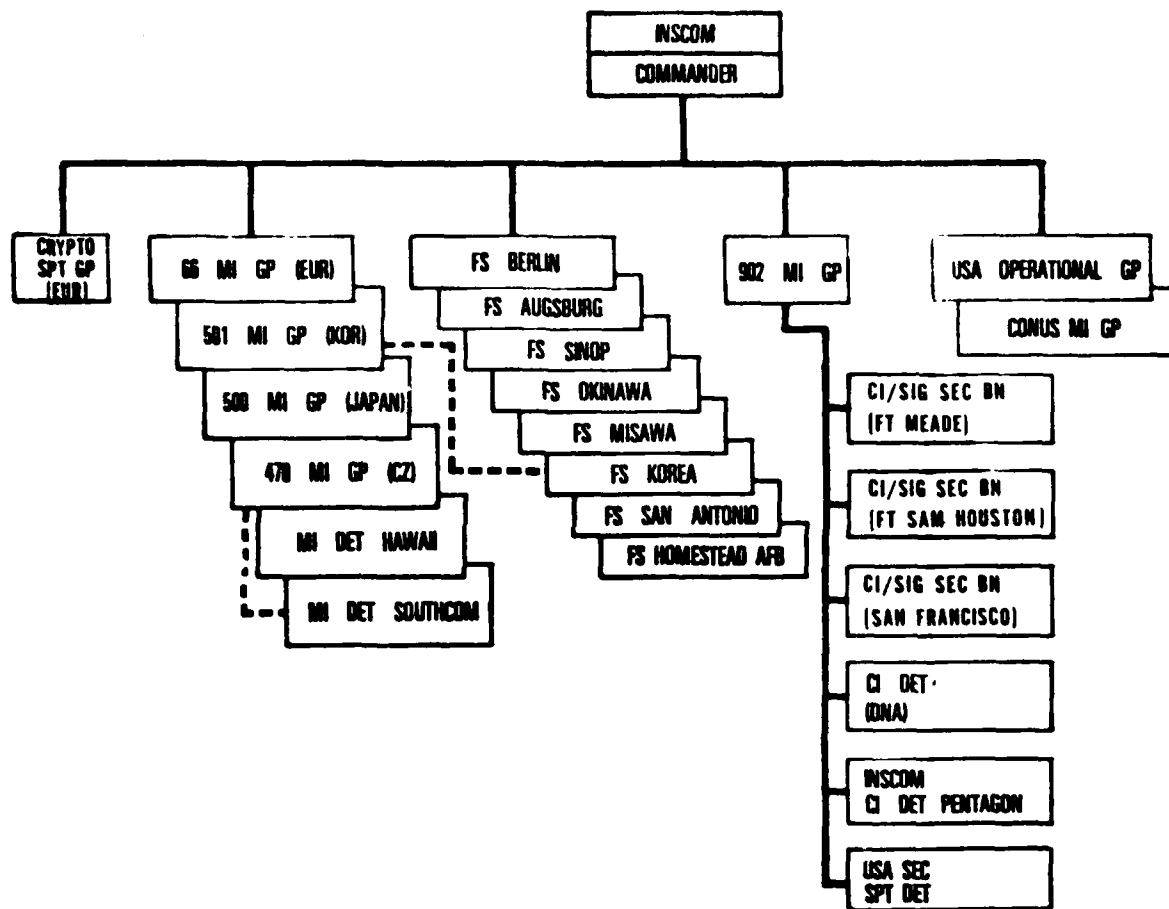 INSCOM
COMMANDER
CRYPTO
SPT GP
(EUR)
66 MI GP (EUR)
501 MI GP (KOR)
500 MI GP (JAPAN)
470 MI GP (CZ)
MI DET HAWAII
MI DET SOUTHCOM
FS BERLIN
FS AUGSBURG
FS SINOP
FS OKINAWA
FS MISAWA
FS KOREA
FS SAN ANTONIO
FS HOMESTEAD AFB
902 MI GP
CI/SIG SEC BN
(FT MEADE)
CI/SIG SEC BN
(FT SAM HOUSTON)
CI/SIG SEC BN
(SAN FRANCISCO)
CI DET
(DNA)
INSCOM
CI DET PENTAGON
USA SEC
SPT DET
USA OPERATIONAL GP
CONUS MI GP